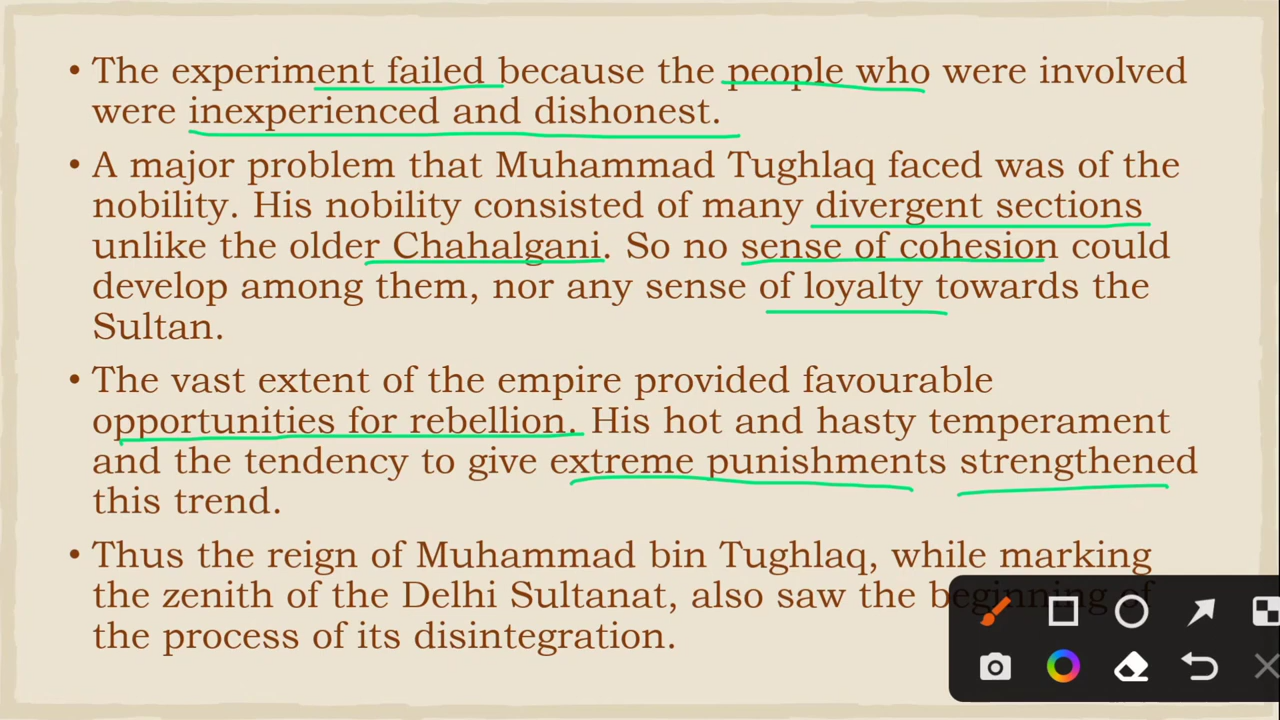 • The experiment failed because the people who were involved
were inexperienced and dishonest.
• A major problem that Muhammad Tughlaq faced was of the
nobility. His nobility consisted of many divergent sections
unlike the older Chahalgani. So no sense of cohesion could
develop among them, nor any sense of loyalty towards the
Sultan.
• The vast extent of the empire provided favourable
opportunities for rebellion. His hot and hasty temperament
and the tendency to give extreme punishments strengthened
this trend.
• Thus the reign of Muhammad bin Tughlaq, while marking
the zenith of the Delhi Sultanat, also saw the beginning of
the process of its disintegration.